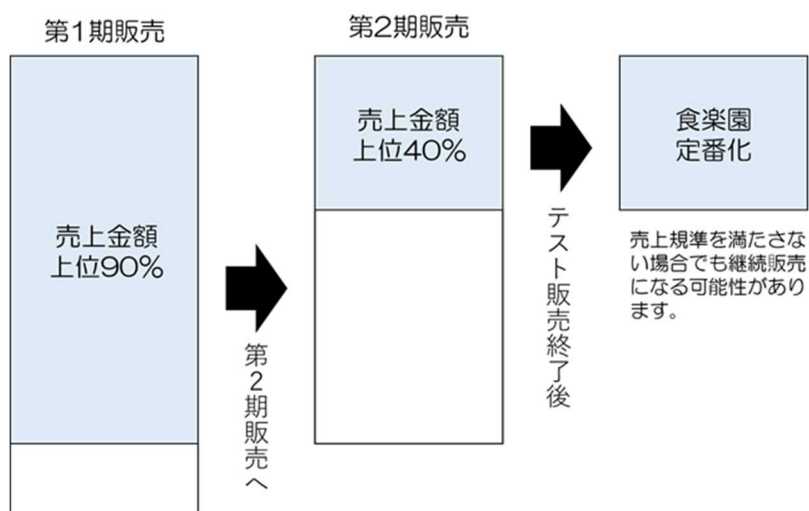 第1期販売
売上金額
上位90%
第2期販売へ
第2期販売
売上金額
上位40%
テスト販売終了後
食楽園
定番化
売上規準を満たさな
い場合でも継続販売
になる可能性があり
ます。